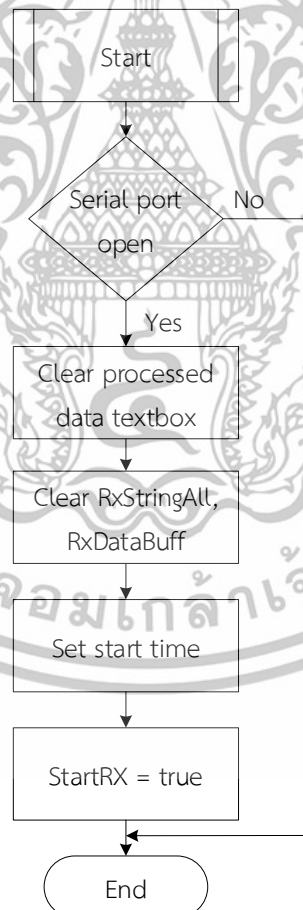 Start
Serial port
open
No
Yes
Clear processed
data textbox
Clear RxStringAll,
RxDataBuff
Set start time
StartRX = true
End